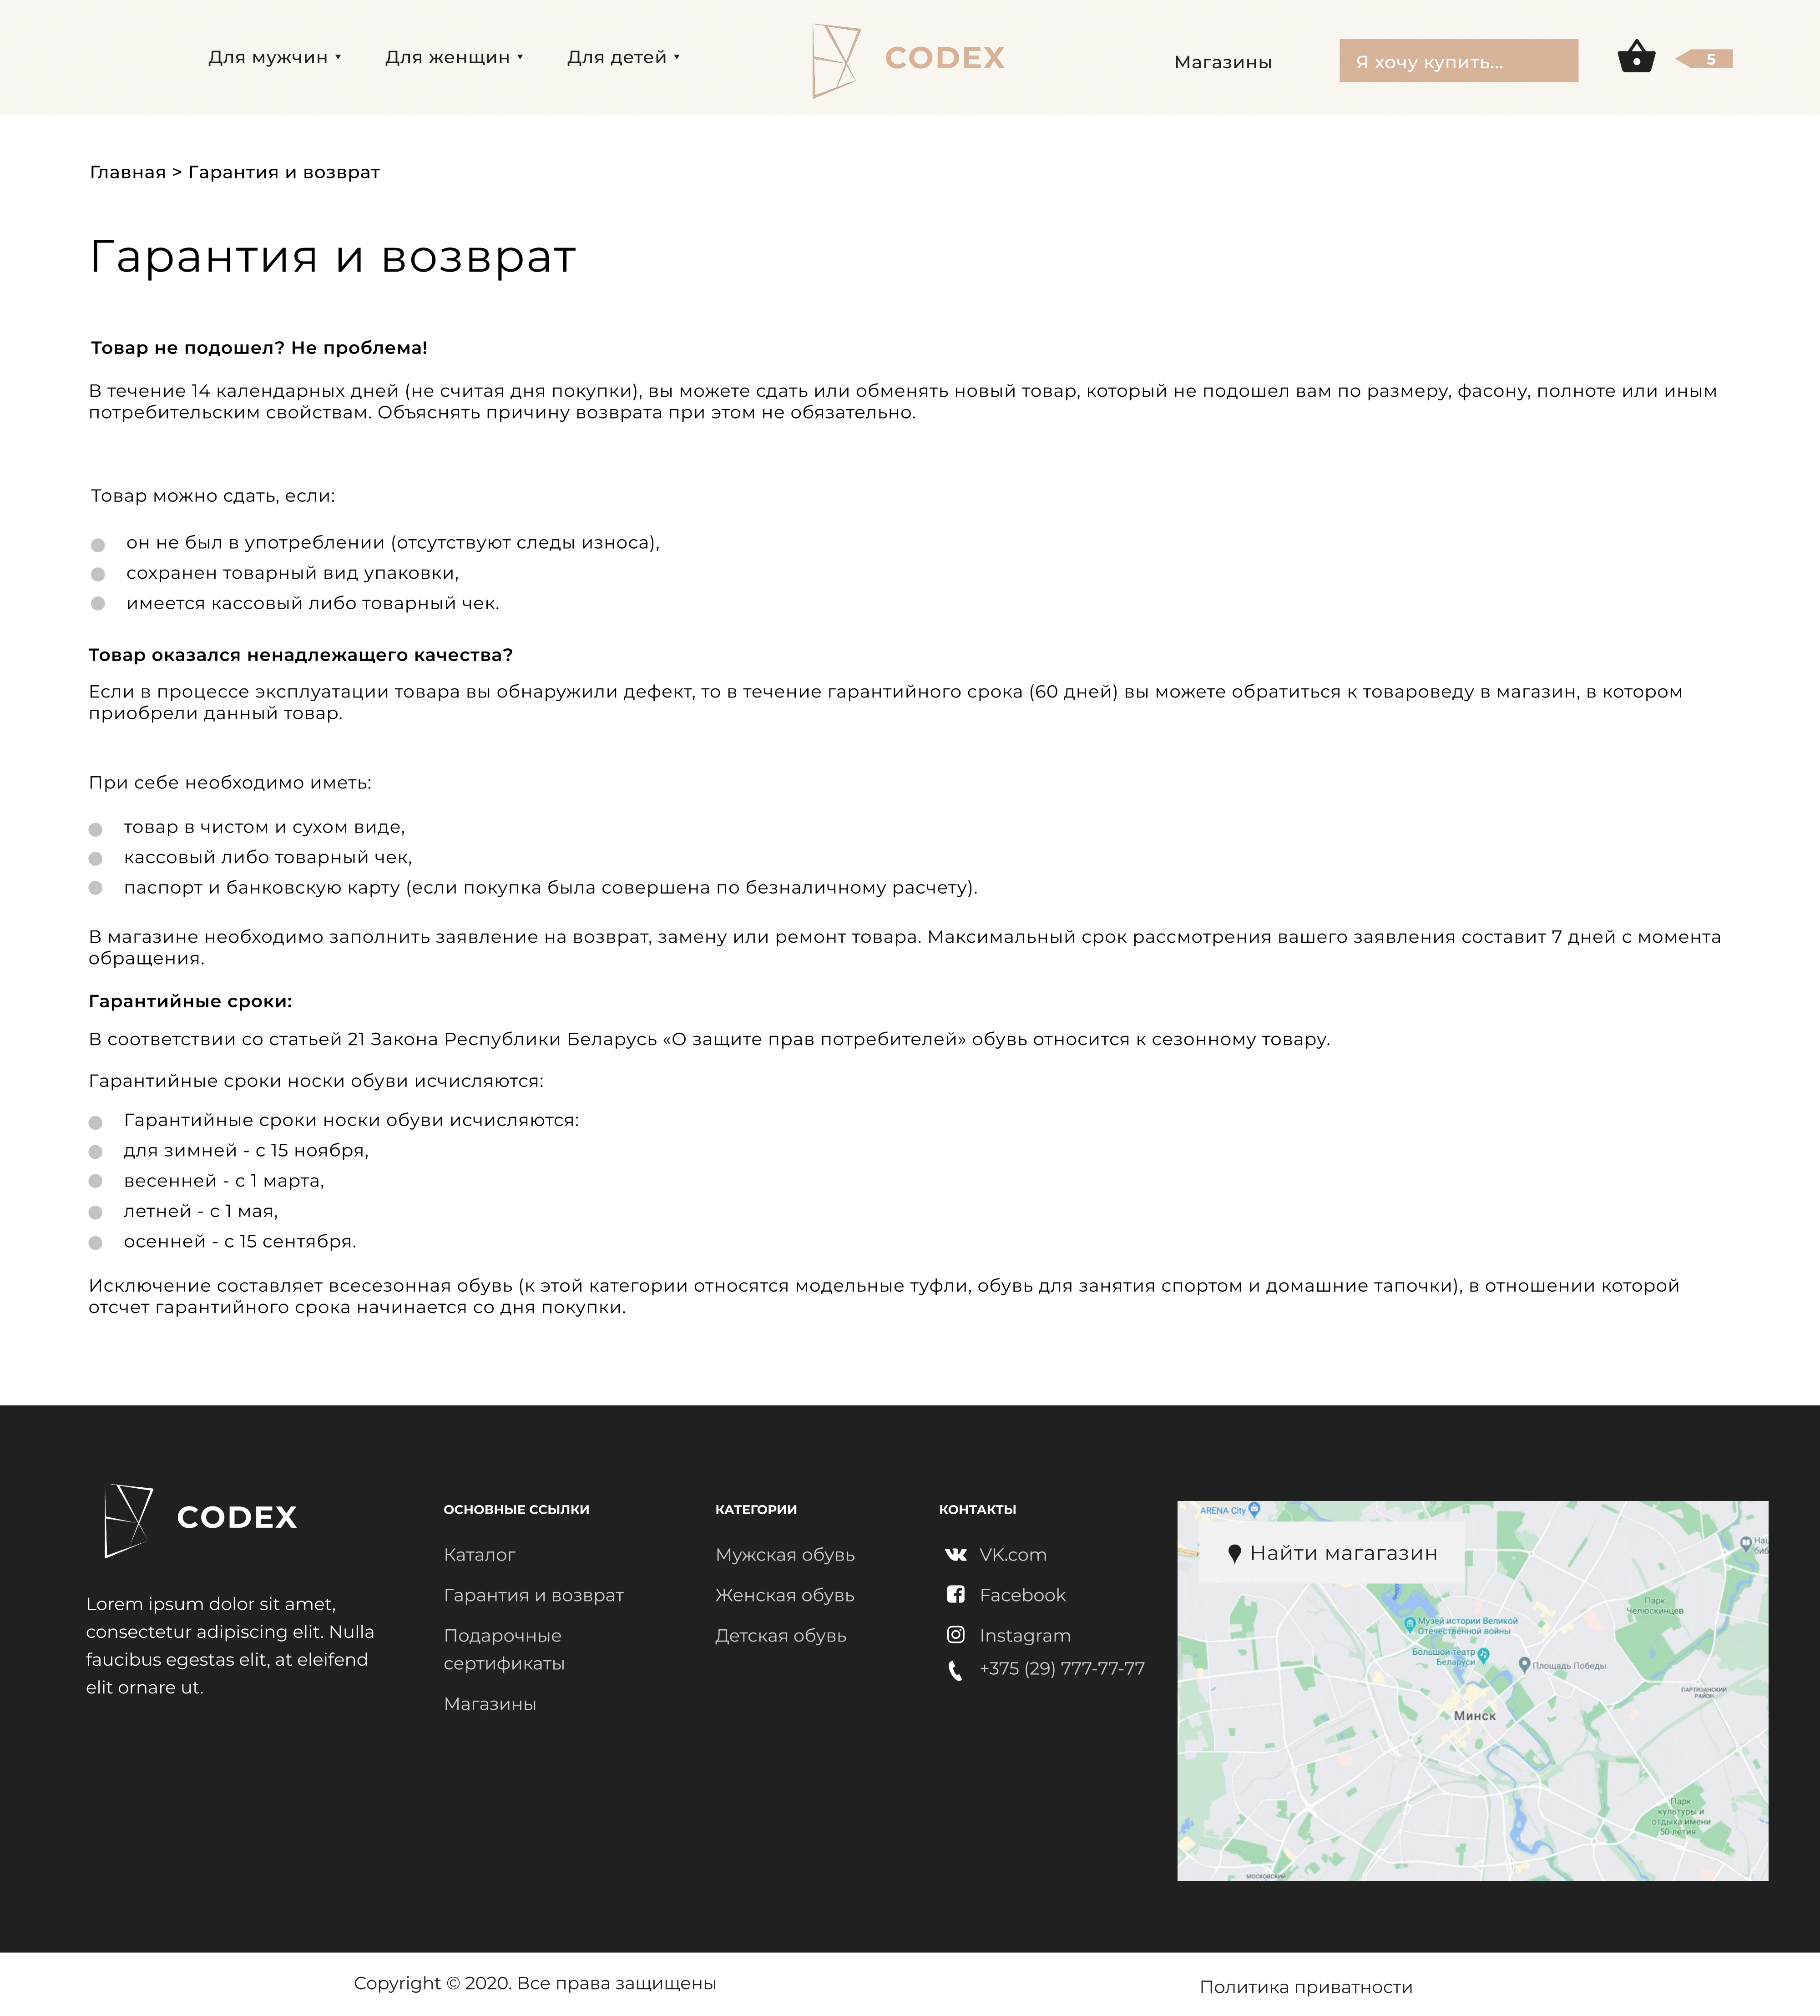 Для мужчин ▾ Для женщин ▾ Для детей ▾
CODEX
Магазины
Я хочу купить...
5
Главная > Гарантия и возврат
Гарантия и возврат
Товар не подошел? Не проблема!
В течение 14 календарных дней (не считая дня покупки), вы можете сдать или обменять новый товар, который не подошел вам по размеру, фасону, полноте или иным
потребительским свойствам. Объяснять причину возврата при этом не обязательно.
Товар можно сдать, если:
он не был в употреблении (отсутствуют следы износа),
сохранен товарный вид упаковки,
имеется кассовый либо товарный чек.
Товар оказался ненадлежащего качества?
Если в процессе эксплуатации товара вы обнаружили дефект, то в течение гарантийного срока (60 дней) вы можете обратиться к товароведу в магазин, в котором
приобрели данный товар.
При себе необходимо иметь:
товар в чистом и сухом виде,
кассовый либо товарный чек,
паспорт и банковскую карту (если покупка была совершена по безналичному расчету).
В магазине необходимо заполнить заявление на возврат, замену или ремонт товара. Максимальный срок рассмотрения вашего заявления составит 7 дней с момента
обращения.
Гарантийные сроки:
В соответствии со статьей 21 Закона Республики Беларусь «О защите прав потребителей» обувь относится к сезонному товару.
Гарантийные сроки носки обуви исчисляются:
Гарантийные сроки носки обуви исчисляются:
для зимней - с 15 ноября,
весенней - с 1 марта,
летней - с 1 мая,
осенней - с 15 сентября.
Исключение составляет всесезонная обувь (к этой категории относятся модельные туфли, обувь для занятия спортом и домашние тапочки), в отношении которой
отсчет гарантийного срока начинается со дня покупки.
CODEX
Lorem ipsum dolor sit amet,
consectetur adipiscing elit. Nulla
faucibus egestas elit, at eleifend
elit ornare ut.
ОСНОВНЫЕ ССЫЛКИ
Каталог
Гарантия и возврат
Подарочные
сертификаты
Магазины
КАТЕГОРИИ
Мужская обувь
Женская обувь
Детская обувь
КОНТАКТЫ
VK.com
Facebook
Instagram
+375 (29) 777-77-77
ARENA City
Найти магагазин
Парк
Челюскинцев
Музей истории Великой
Отечественной войны
Большой театр
Беларуси
Площадь Победы
ПАРТИЗАНСКИЙ
РАЙОН
Минск
Парк
культуры и
отдыха имени
50-летия
МОСКОВСКИЙ
Copyright © 2020. Все права защищены
Политика приватности